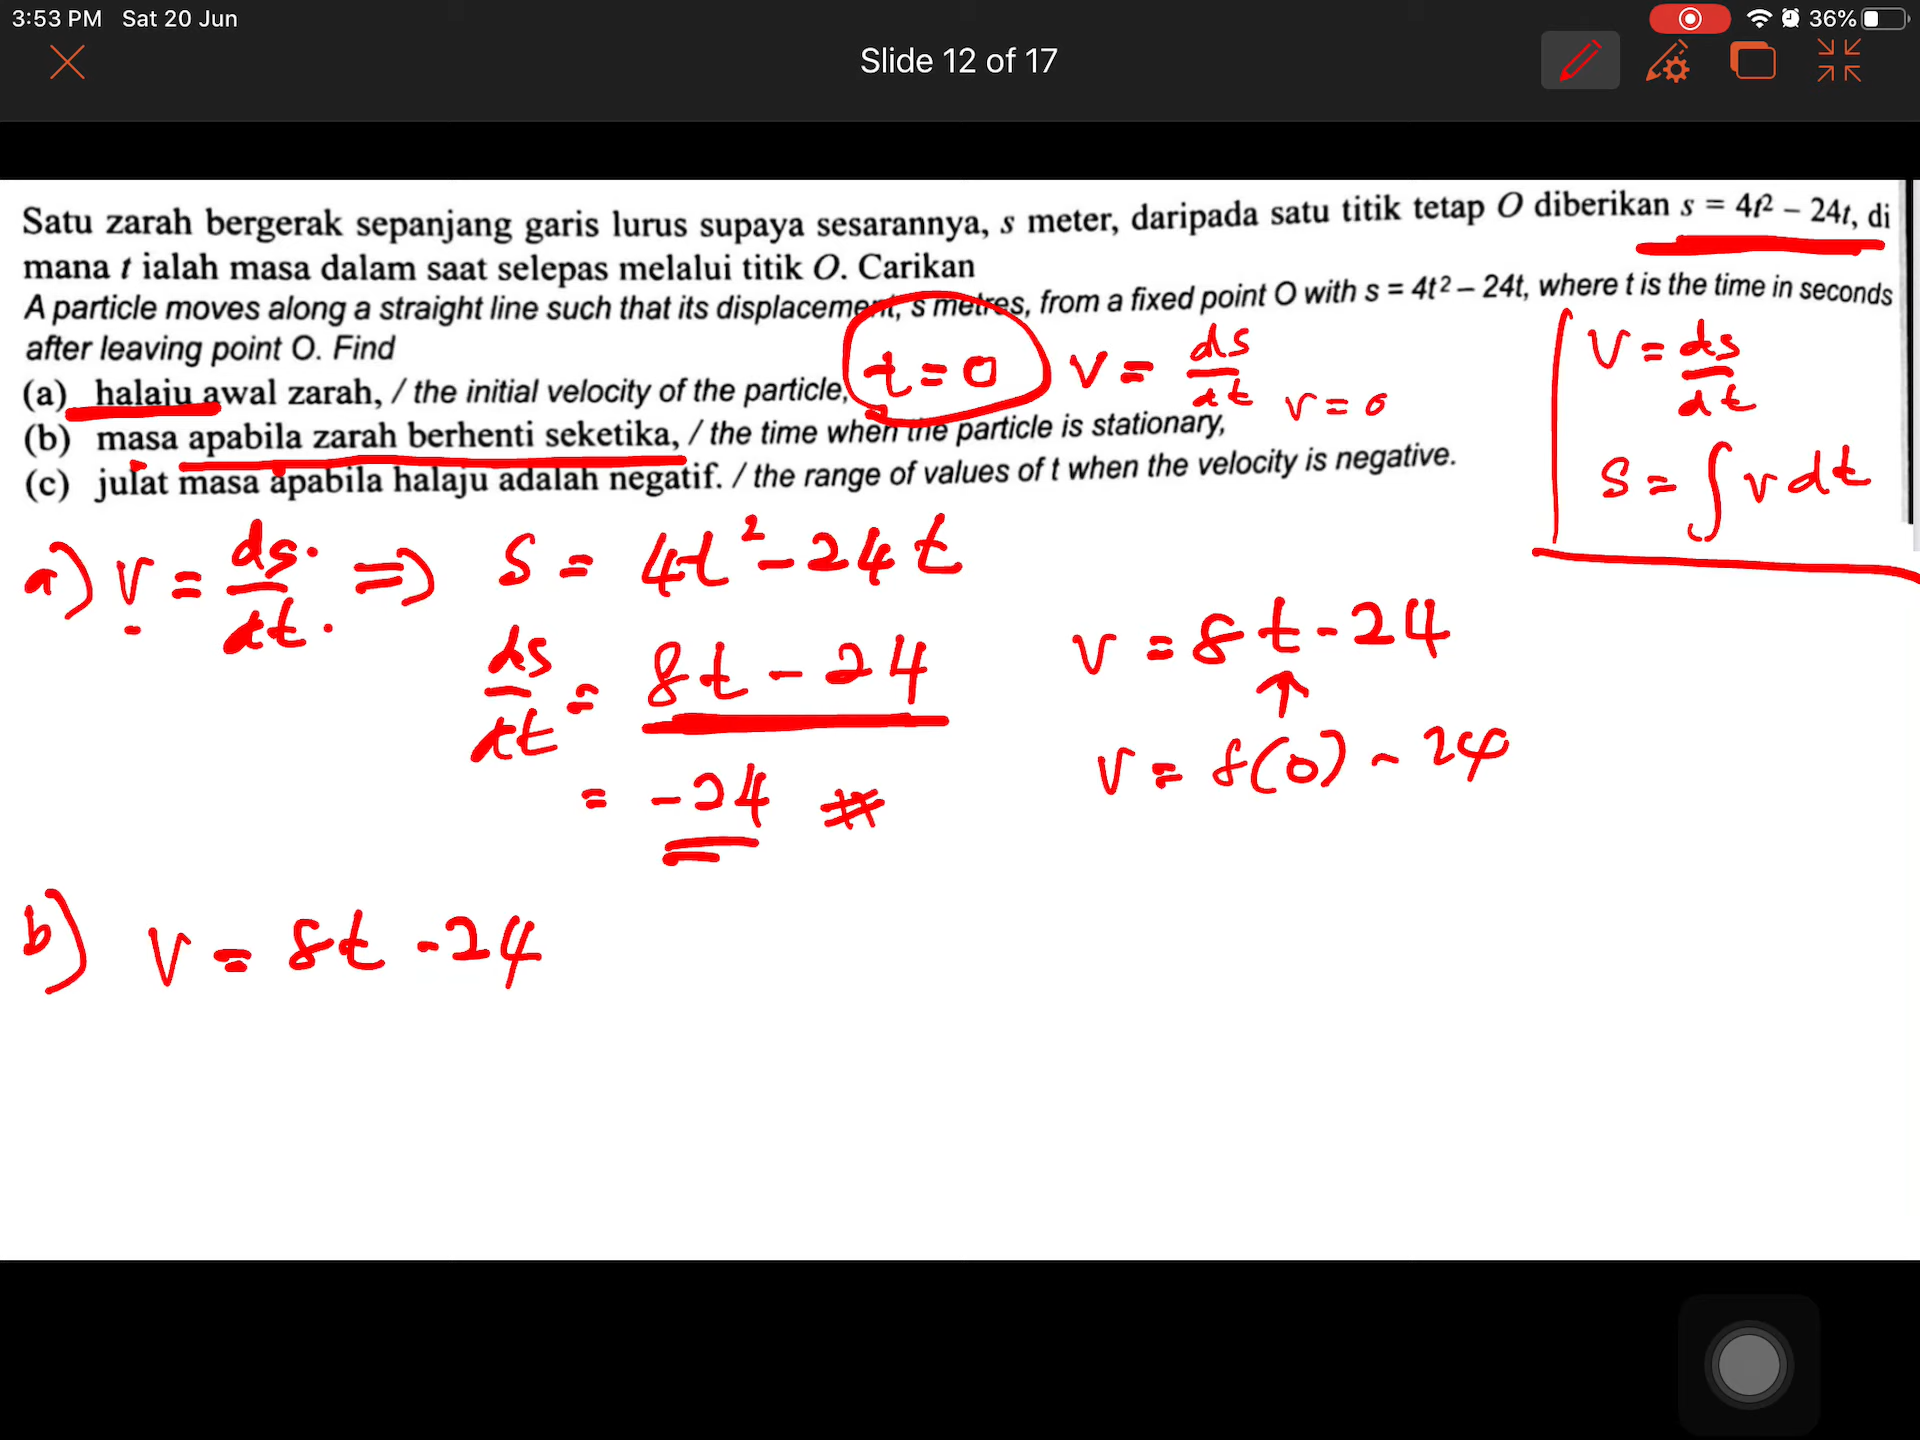 3:53 PM Sat 20 Jun
36%
Slide 12 of 17
Satu zarah bergerak sepanjang garis lurus supaya sesarannya, s meter, daripada satu titik tetap O diberikan s = 4t² – 24t, di
mana t ialah masa dalam saat selepas melalui titik O. Carikan
A particle moves along a straight line such that its displacement, s metres, from a fixed point O with s = 4t² – 24t, where t is the time in seconds
after leaving point O. Find
(a) halaju awal zarah, / the initial velocity of the particle,
t = 0 v = ds/dt v = 0
(b) masa apabila zarah berhenti seketika, / the time when the particle is stationary,
(c) julat masa apabila halaju adalah negatif. / the range of values of t when the velocity is negative.
v = ds/dt
s = ∫ v dt
a) v = ds/dt ⇒ s = 4t² - 24t
ds/dt = 8t - 24
= -24 #
v = 8t - 24
↑
v = 8(0) - 24
b) v = 8t - 24